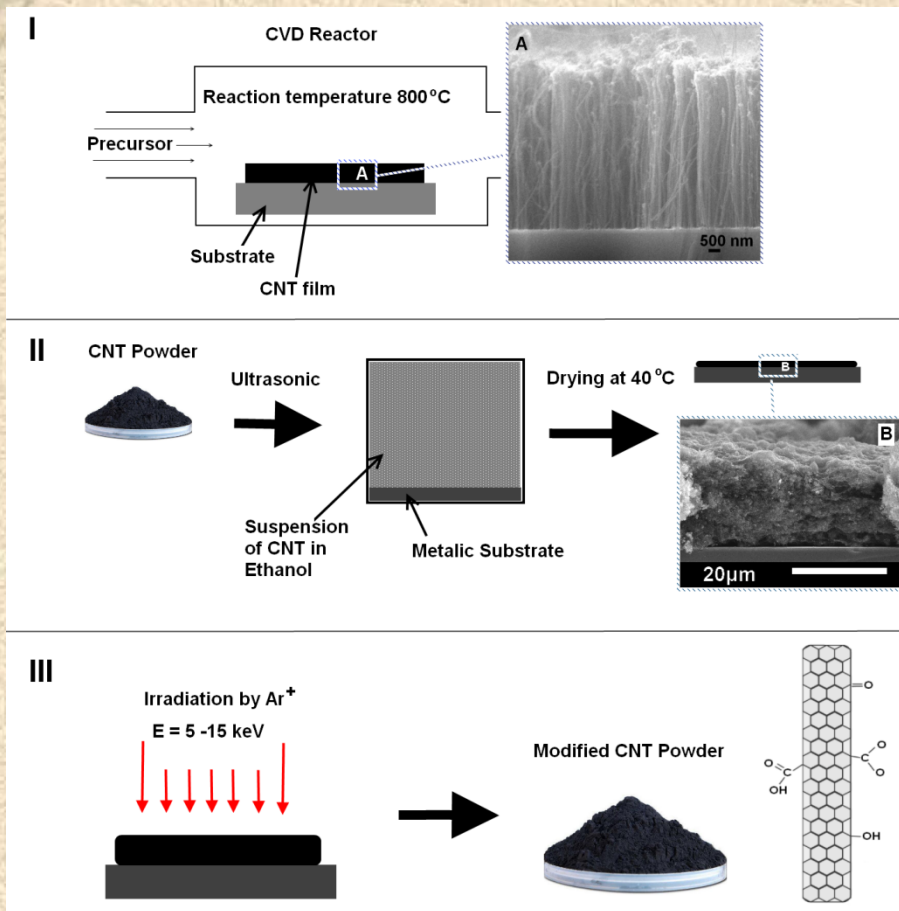 I
CVD Reactor
Reaction temperature 800°C
Precursor
A
Substrate
CNT film
A
500 nm
II
CNT Powder
Ultrasonic
Drying at 40 °C
B
B
Suspension
of CNT in
Ethanol
Metalic Substrate
20µm
III
Irradiation by Ar+
E = 5 -15 keV
Modified CNT Powder
O
O
C
OH
C
O
O
OH